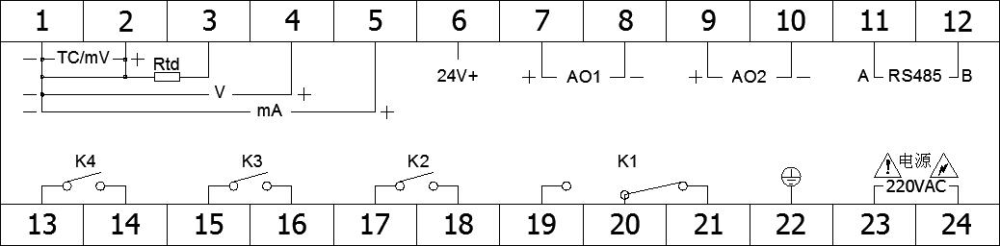 1 2 3 4 5 6 7 8 9 10 11 12
— TC/mV — +
Rtd
24V+
+ — AO1 — —
+ — AO2 — —
A — RS485 — B
— V — +
— mA — +
K4 K3 K2 K1
电源
220VAC
13 14 15 16 17 18 19 20 21 22 23 24